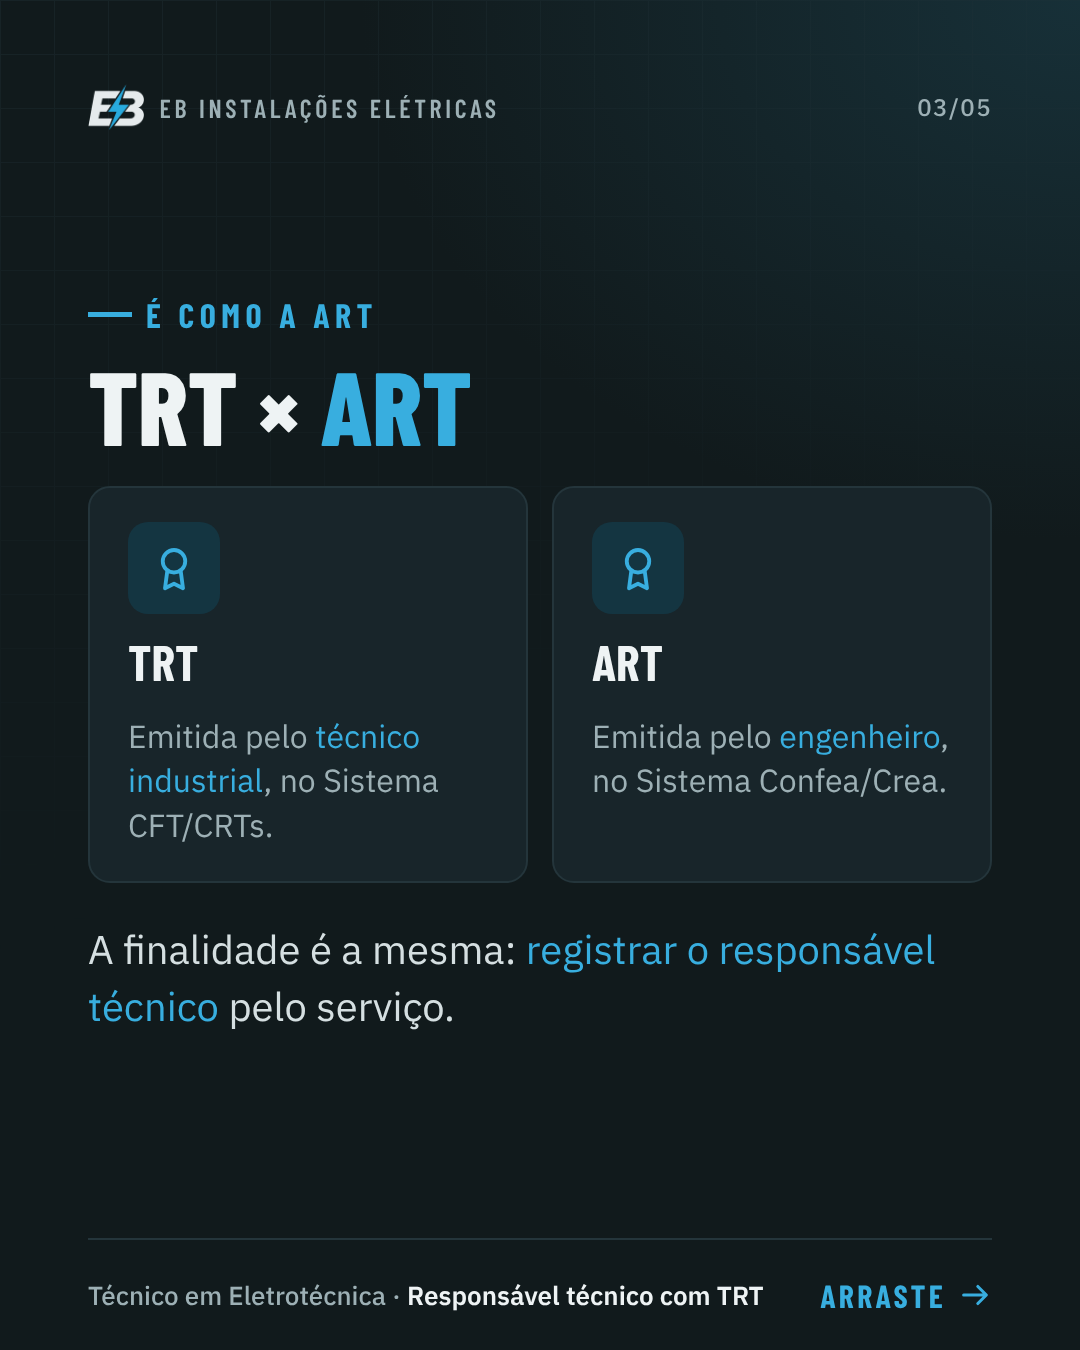 EB EB INSTALAÇÕES ELÉTRICAS
03/05
É COMO A ART
TRT × ART
TRT
Emitida pelo técnico
industrial, no Sistema
CFT/CRTs.
ART
Emitida pelo engenheiro,
no Sistema Confea/Crea.
A finalidade é a mesma: registrar o responsável
técnico pelo serviço.
Técnico em Eletrotécnica · Responsável técnico com TRT
ARRASTE →